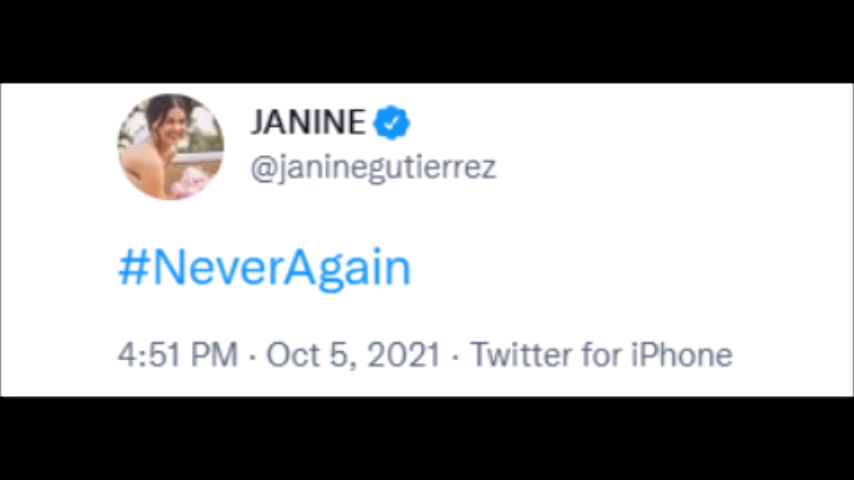 JANINE
@janinegutierrez
#NeverAgain
4:51 PM · Oct 5, 2021 · Twitter for iPhone